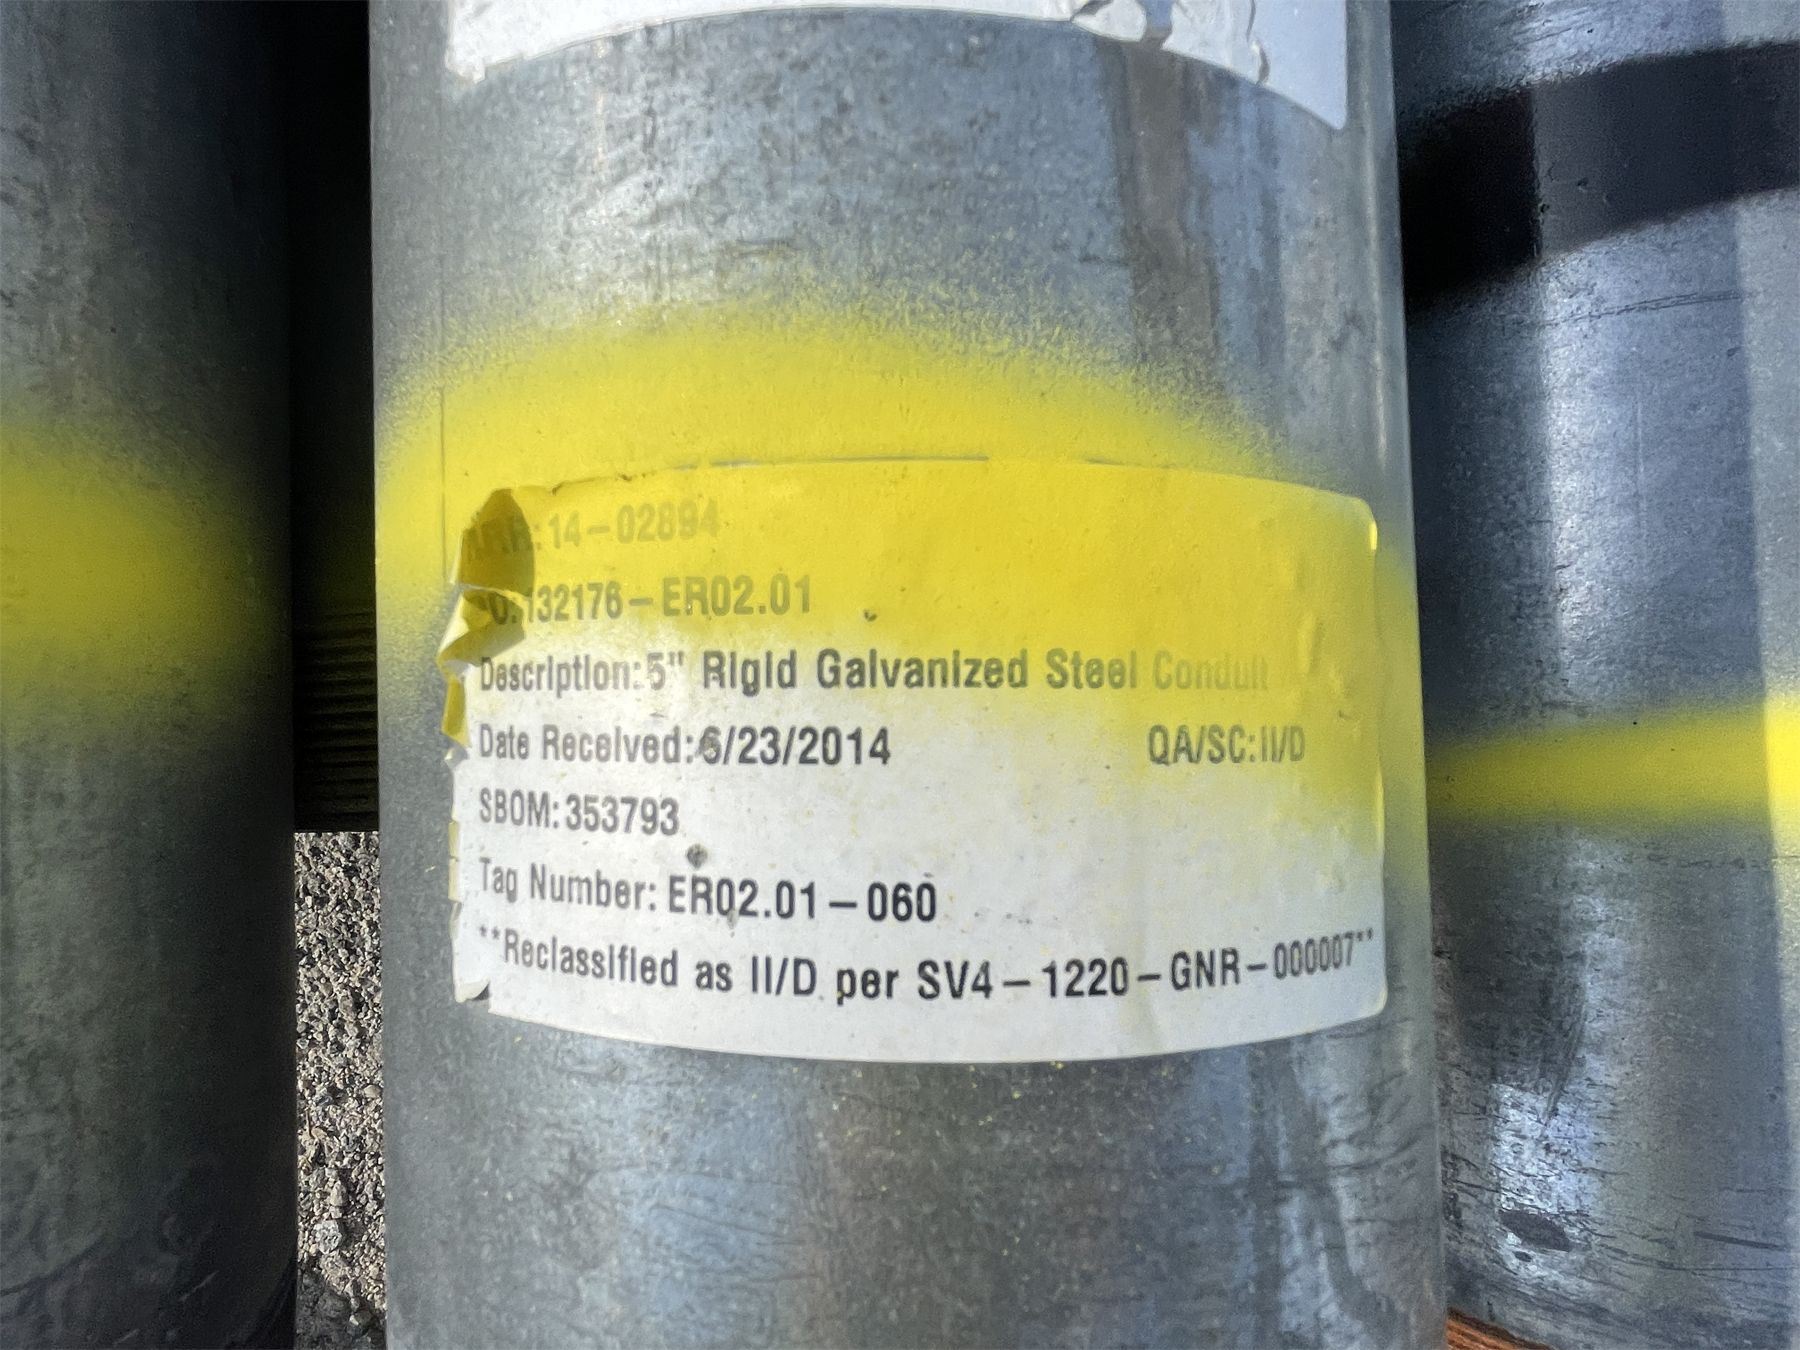 14-02894
132176-ER02.01
Description: 5" Rigid Galvanized Steel Conduit
Date Received: 6/23/2014 QA/SC: II/D
SBOM: 353793
Tag Number: ER02.01-060
**Reclassified as II/D per SV4-1220-GNR-000007**